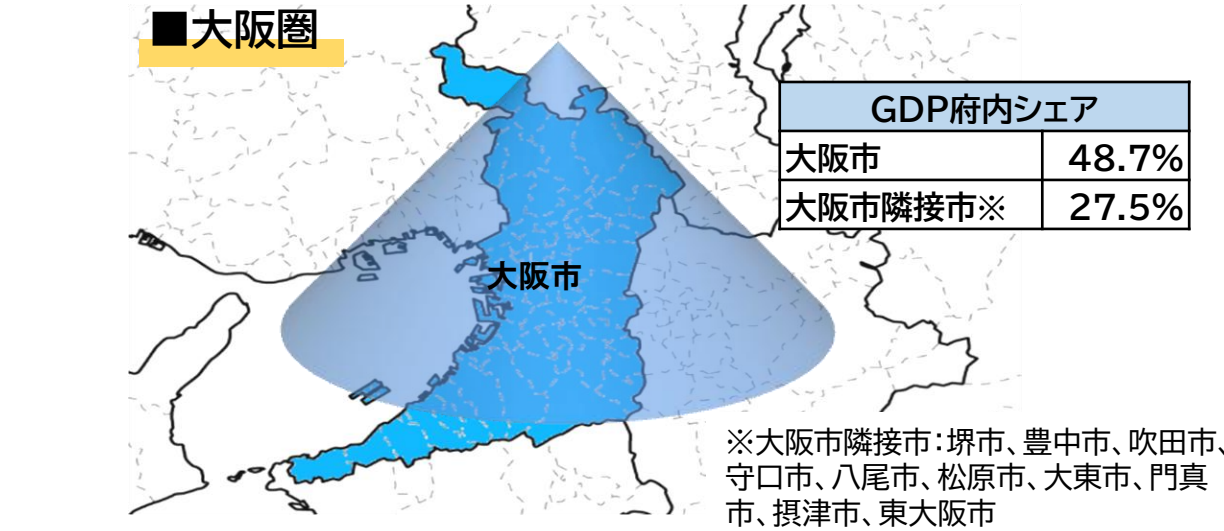 ■大阪圏
GDP府内シェア
大阪市 48.7%
大阪市隣接市※ 27.5%
大阪市
※大阪市隣接市：堺市、豊中市、吹田市、
守口市、八尾市、松原市、大東市、門真
市、摂津市、東大阪市